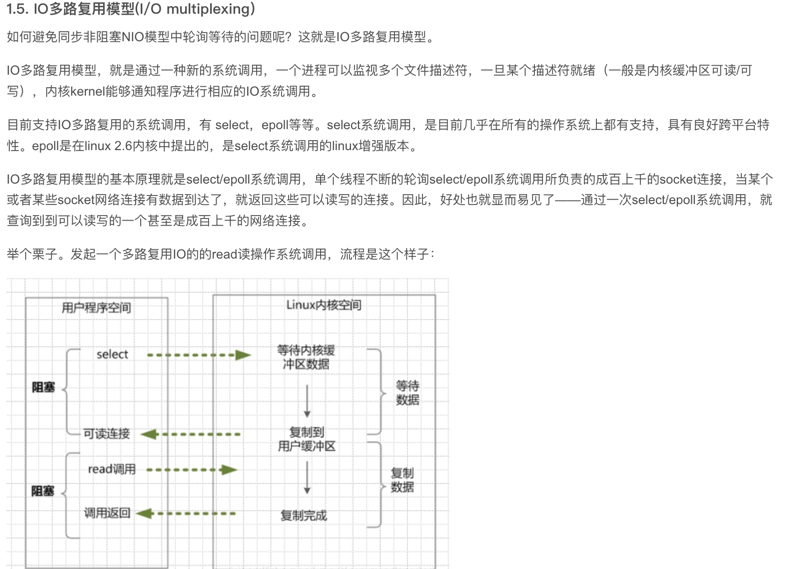 1.5. IO多路复用模型(I/O multiplexing)
如何避免同步非阻塞NIO模型中轮询等待的问题呢？这就是IO多路复用模型。
IO多路复用模型，就是通过一种新的系统调用，一个进程可以监视多个文件描述符，一旦某个描述符就绪（一般是内核缓冲区可读/可
写），内核kernel能够通知程序进行相应的IO系统调用。
目前支持IO多路复用的系统调用，有 select，epoll等等。select系统调用，是目前几乎在所有的操作系统上都有支持，具有良好跨平台特
性。epoll是在linux 2.6内核中提出的，是select系统调用的linux增强版本。
IO多路复用模型的基本原理就是select/epoll系统调用，单个线程不断的轮询select/epoll系统调用所负责的成百上千的socket连接，当某个
或者某些socket网络连接有数据到达了，就返回这些可以读写的连接。因此，好处也就显而易见了——通过一次select/epoll系统调用，就
查询到到可以读写的一个甚至是成百上千的网络连接。
举个栗子。发起一个多路复用IO的的read读操作系统调用，流程是这个样子：
用户程序空间
Linux内核空间
select
等待内核缓
冲区数据
阻塞
等待
数据
可读连接
复制到
用户缓冲区
read调用
阻塞
复制
数据
调用返回
复制完成